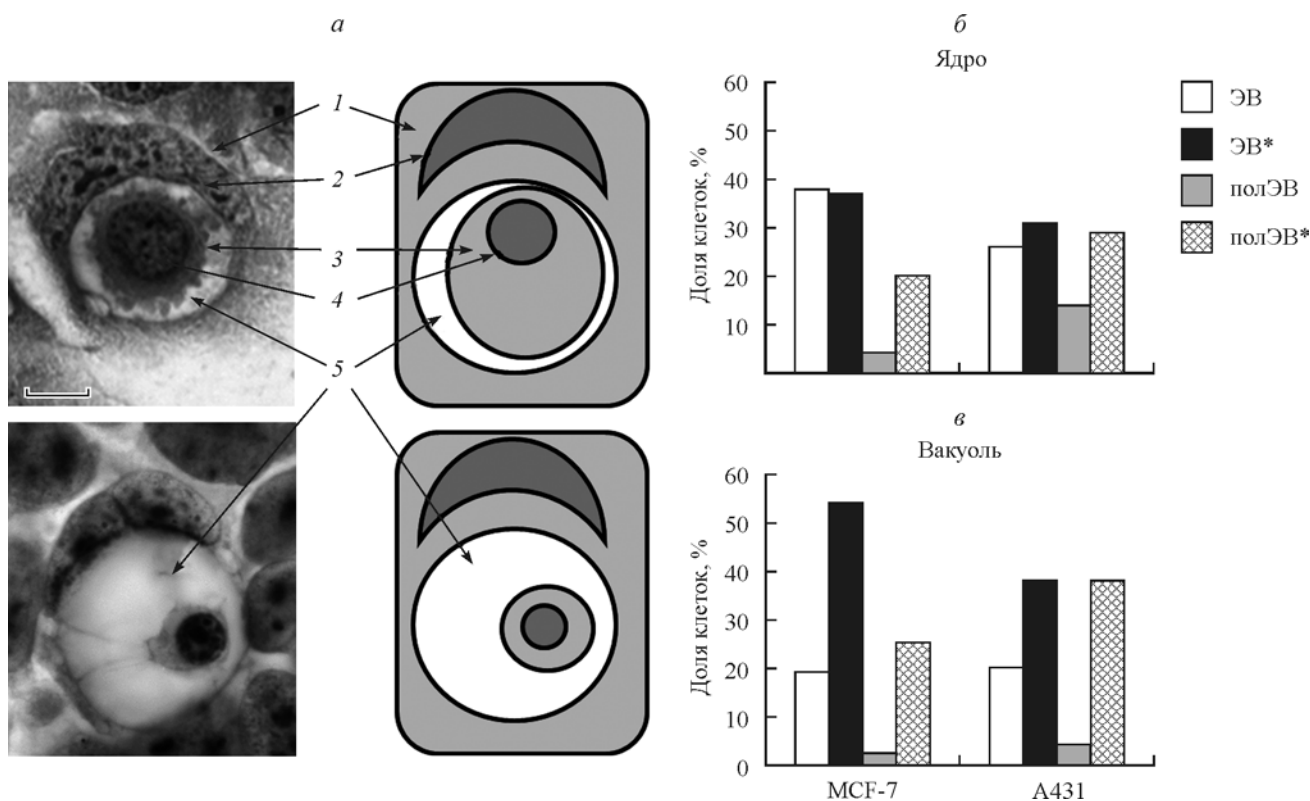 а
1
2
3
4
5
б
Ядро
Доля клеток, %
60
50
40
30
20
10
ЭВ
ЭВ*
полЭВ
полЭВ*
в
Вакуоль
Доля клеток, %
60
50
40
30
20
10
0
MCF-7
A431